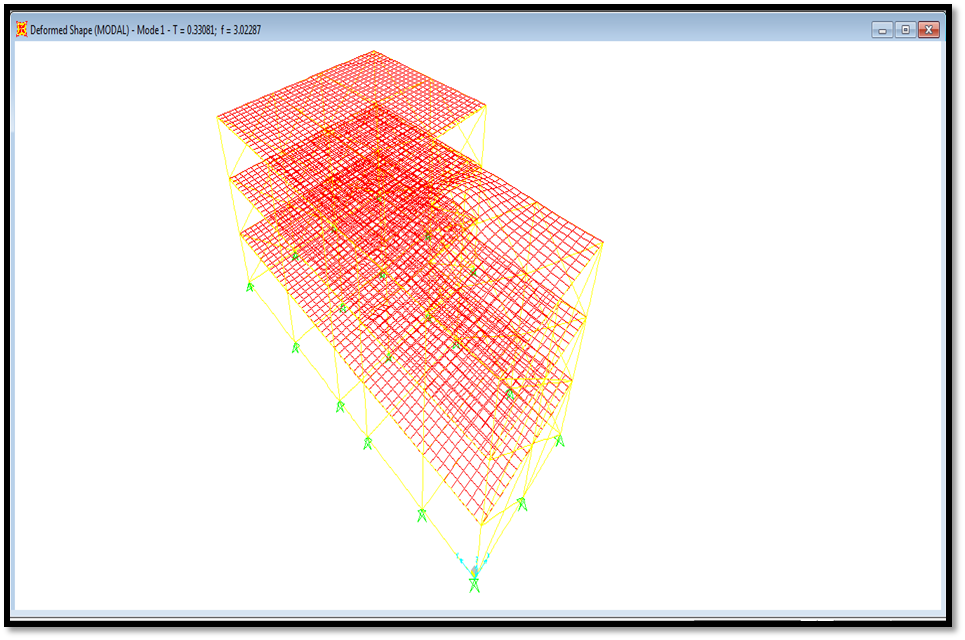 Deformed Shape (MODAL) - Mode 1 - T = 0.33081; f = 3.02287